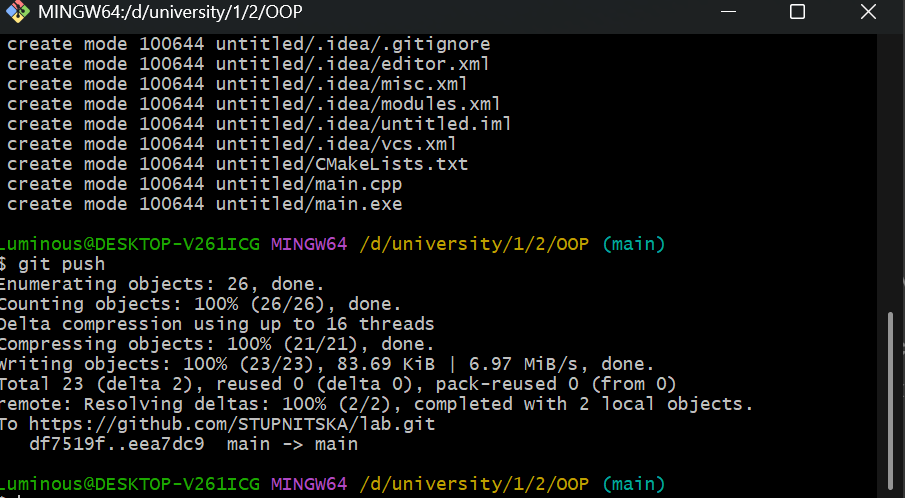 MINGW64:/d/university/1/2/OOP
create mode 100644 untitled/.idea/.gitignore
create mode 100644 untitled/.idea/editor.xml
create mode 100644 untitled/.idea/misc.xml
create mode 100644 untitled/.idea/modules.xml
create mode 100644 untitled/.idea/untitled.iml
create mode 100644 untitled/.idea/vcs.xml
create mode 100644 untitled/CMakeLists.txt
create mode 100644 untitled/main.cpp
create mode 100644 untitled/main.exe
Luminous@DESKTOP-V261ICG MINGW64 /d/university/1/2/OOP (main)
$ git push
Enumerating objects: 26, done.
Counting objects: 100% (26/26), done.
Delta compression using up to 16 threads
Compressing objects: 100% (21/21), done.
Writing objects: 100% (23/23), 83.69 KiB | 6.97 MiB/s, done.
Total 23 (delta 2), reused 0 (delta 0), pack-reused 0 (from 0)
remote: Resolving deltas: 100% (2/2), completed with 2 local objects.
To https://github.com/STUPNITSKA/lab.git
df7519f..eea7dc9  main -> main
Luminous@DESKTOP-V261ICG MINGW64 /d/university/1/2/OOP (main)